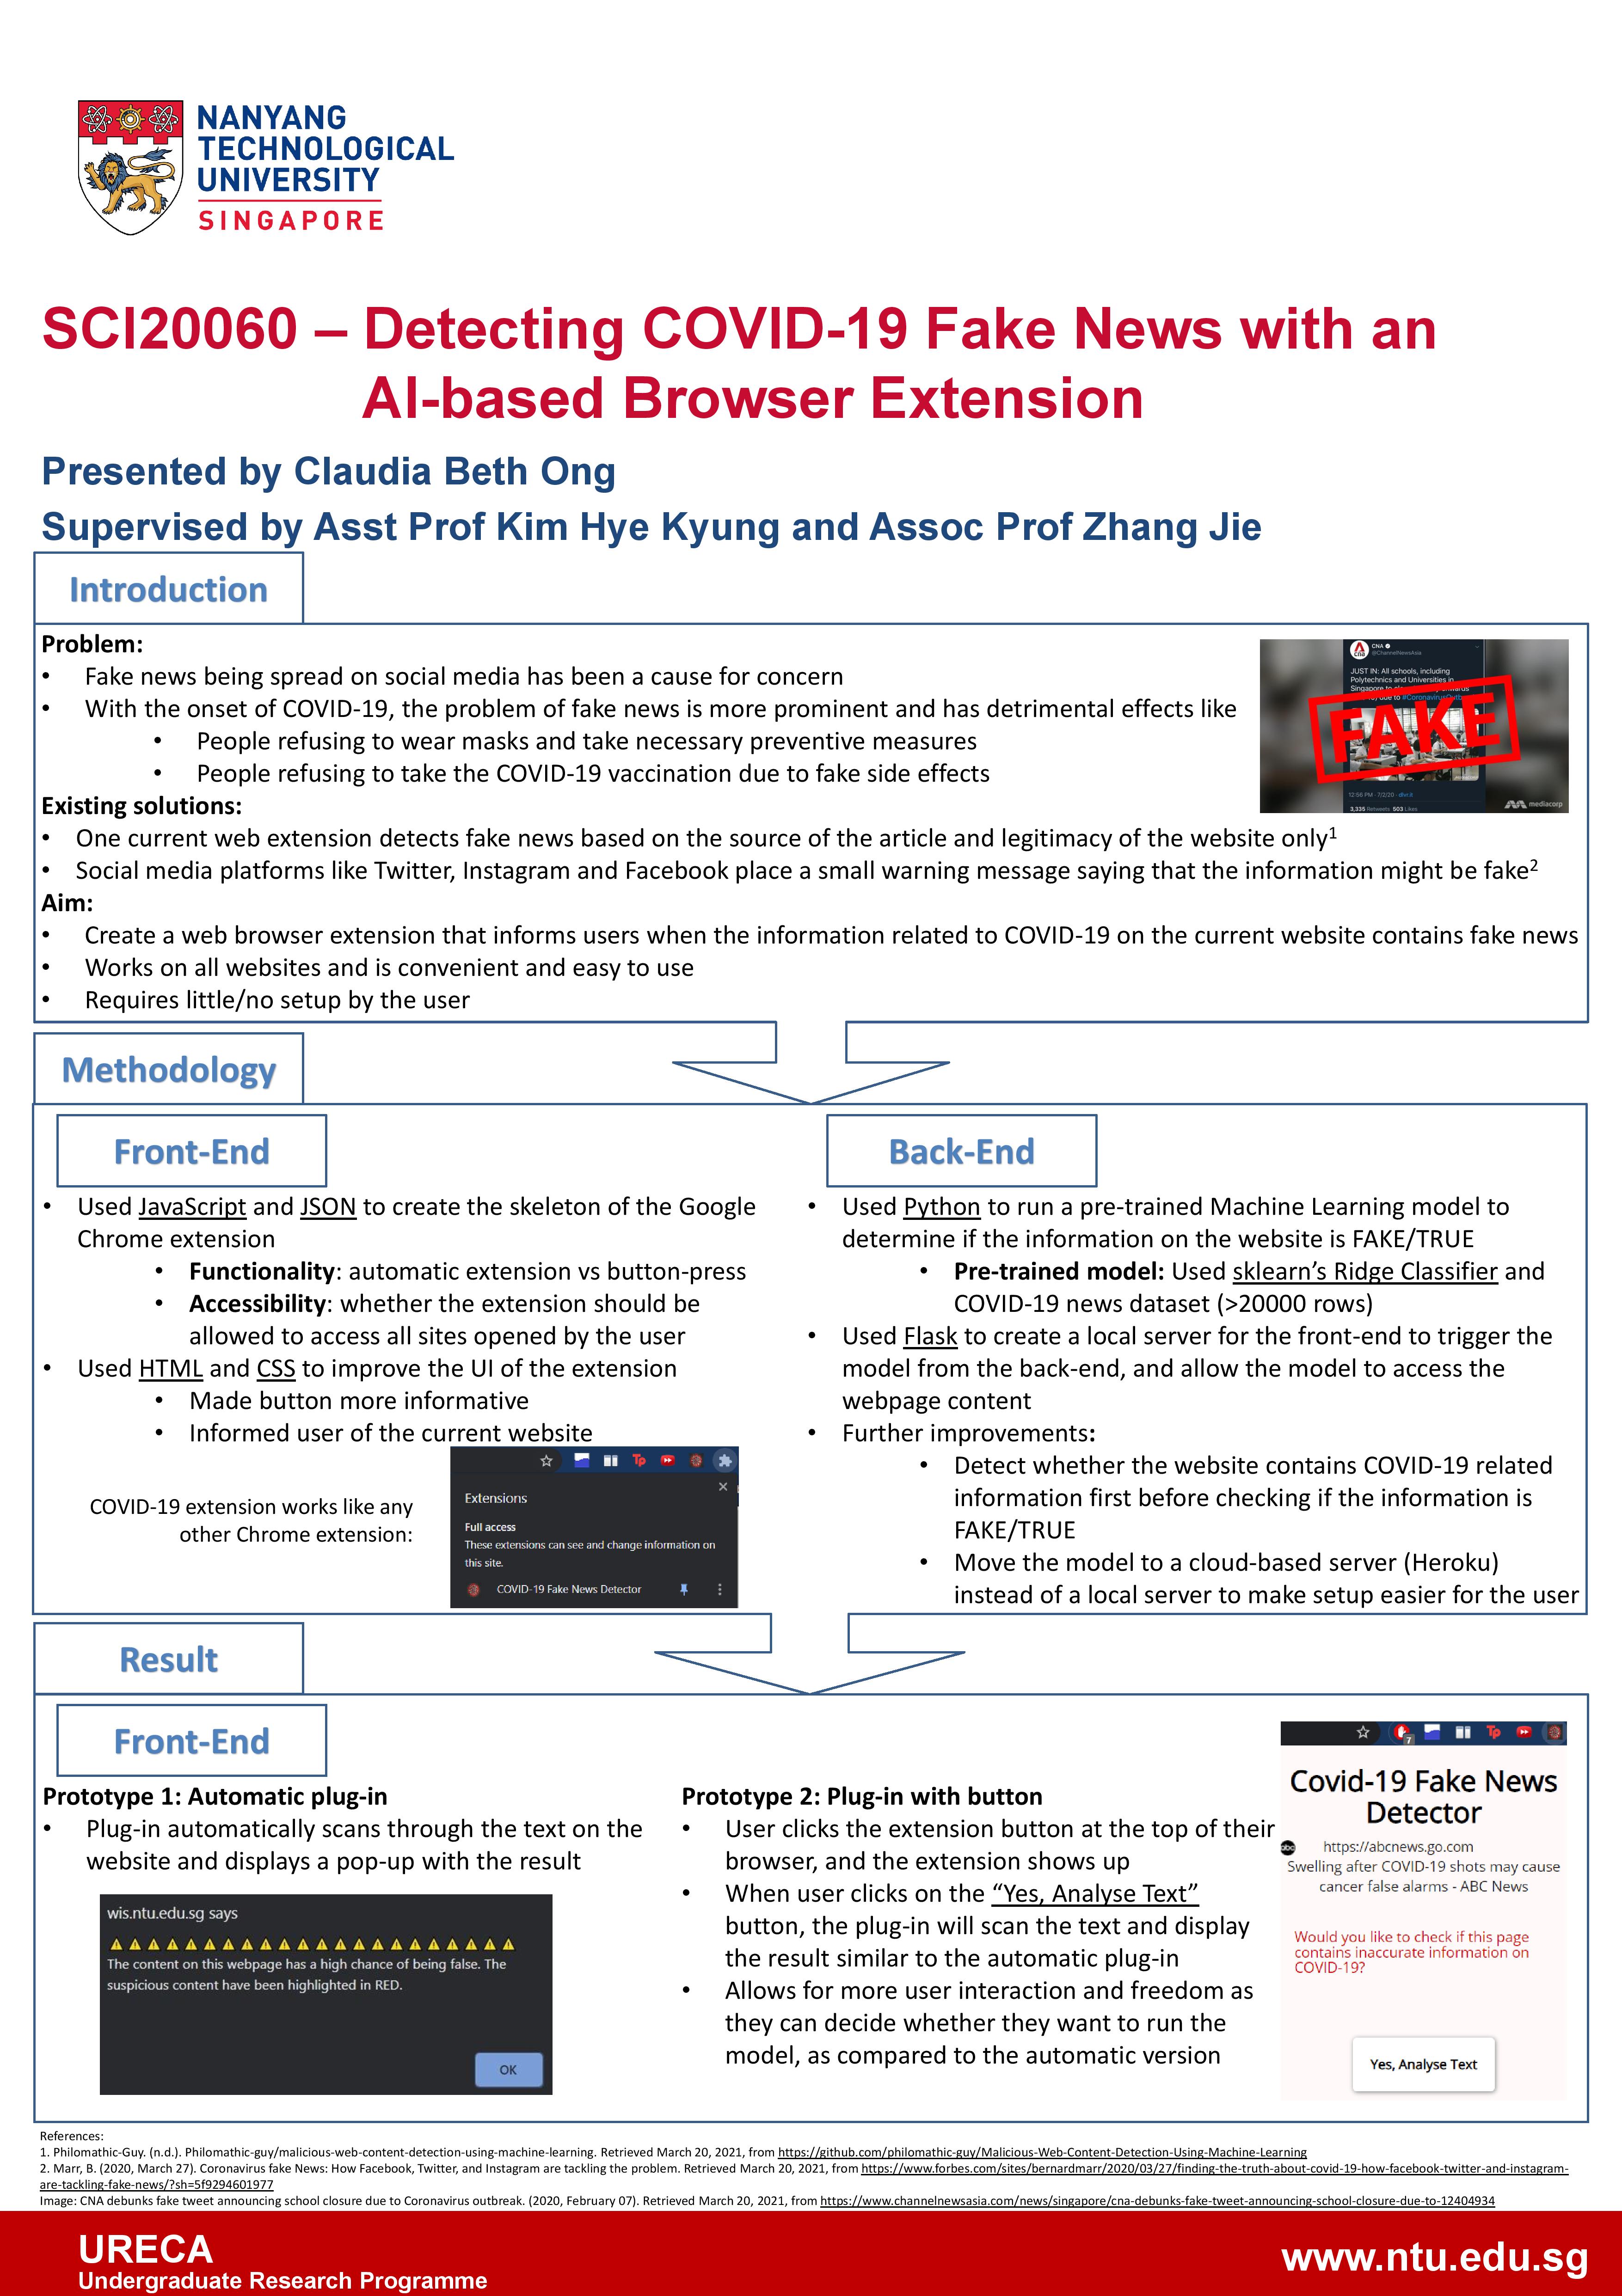 NANYANG
TECHNOLOGICAL
UNIVERSITY
SINGAPORE
SCI20060 – Detecting COVID-19 Fake News with an
AI-based Browser Extension
Presented by Claudia Beth Ong
Supervised by Asst Prof Kim Hye Kyung and Assoc Prof Zhang Jie
Introduction
Problem:
• Fake news being spread on social media has been a cause for concern
• With the onset of COVID-19, the problem of fake news is more prominent and has detrimental effects like
• People refusing to wear masks and take necessary preventive measures
• People refusing to take the COVID-19 vaccination due to fake side effects
CNA
@ChannelNewsAsia
JUST IN: All schools, including
Polytechnics and Universities in
Singapore to
due to #Coronavirus
FAKE
12:56 PM · 7/2/20 · dlvr.it
3,335 Retweets 503 Likes
mediacorp
Existing solutions:
• One current web extension detects fake news based on the source of the article and legitimacy of the website only1
• Social media platforms like Twitter, Instagram and Facebook place a small warning message saying that the information might be fake2
Aim:
• Create a web browser extension that informs users when the information related to COVID-19 on the current website contains fake news
• Works on all websites and is convenient and easy to use
• Requires little/no setup by the user
Methodology
Front-End
• Used JavaScript and JSON to create the skeleton of the Google
Chrome extension
• Functionality: automatic extension vs button-press
• Accessibility: whether the extension should be
allowed to access all sites opened by the user
• Used HTML and CSS to improve the UI of the extension
• Made button more informative
• Informed user of the current website
COVID-19 extension works like any
other Chrome extension:
Tp
Extensions
Full access
These extensions can see and change information on
this site.
COVID-19 Fake News Detector
Back-End
• Used Python to run a pre-trained Machine Learning model to
determine if the information on the website is FAKE/TRUE
• Pre-trained model: Used sklearn's Ridge Classifier and
COVID-19 news dataset (>20000 rows)
• Used Flask to create a local server for the front-end to trigger the
model from the back-end, and allow the model to access the
webpage content
• Further improvements:
• Detect whether the website contains COVID-19 related
information first before checking if the information is
FAKE/TRUE
• Move the model to a cloud-based server (Heroku)
instead of a local server to make setup easier for the user
Result
Front-End
Prototype 1: Automatic plug-in
• Plug-in automatically scans through the text on the
website and displays a pop-up with the result
wis.ntu.edu.sg says
The content on this webpage has a high chance of being false. The
suspicious content have been highlighted in RED.
OK
Prototype 2: Plug-in with button
• User clicks the extension button at the top of their
browser, and the extension shows up
• When user clicks on the “Yes, Analyse Text”
button, the plug-in will scan the text and display
the result similar to the automatic plug-in
• Allows for more user interaction and freedom as
they can decide whether they want to run the
model, as compared to the automatic version
7
Tp
Covid-19 Fake News
Detector
abc https://abcnews.go.com
Swelling after COVID-19 shots may cause
cancer false alarms - ABC News
Would you like to check if this page
contains inaccurate information on
COVID-19?
Yes, Analyse Text
References:
1. Philomathic-Guy. (n.d.). Philomathic-guy/malicious-web-content-detection-using-machine-learning. Retrieved March 20, 2021, from https://github.com/philomathic-guy/Malicious-Web-Content-Detection-Using-Machine-Learning
2. Marr, B. (2020, March 27). Coronavirus fake News: How Facebook, Twitter, and Instagram are tackling the problem. Retrieved March 20, 2021, from https://www.forbes.com/sites/bernardmarr/2020/03/27/finding-the-truth-about-covid-19-how-facebook-twitter-and-instagram-
are-tackling-fake-news/?sh=5f9294601977
Image: CNA debunks fake tweet announcing school closure due to Coronavirus outbreak. (2020, February 07). Retrieved March 20, 2021, from https://www.channelnewsasia.com/news/singapore/cna-debunks-fake-tweet-announcing-school-closure-due-to-12404934
URECA
Undergraduate Research Programme
www.ntu.edu.sg